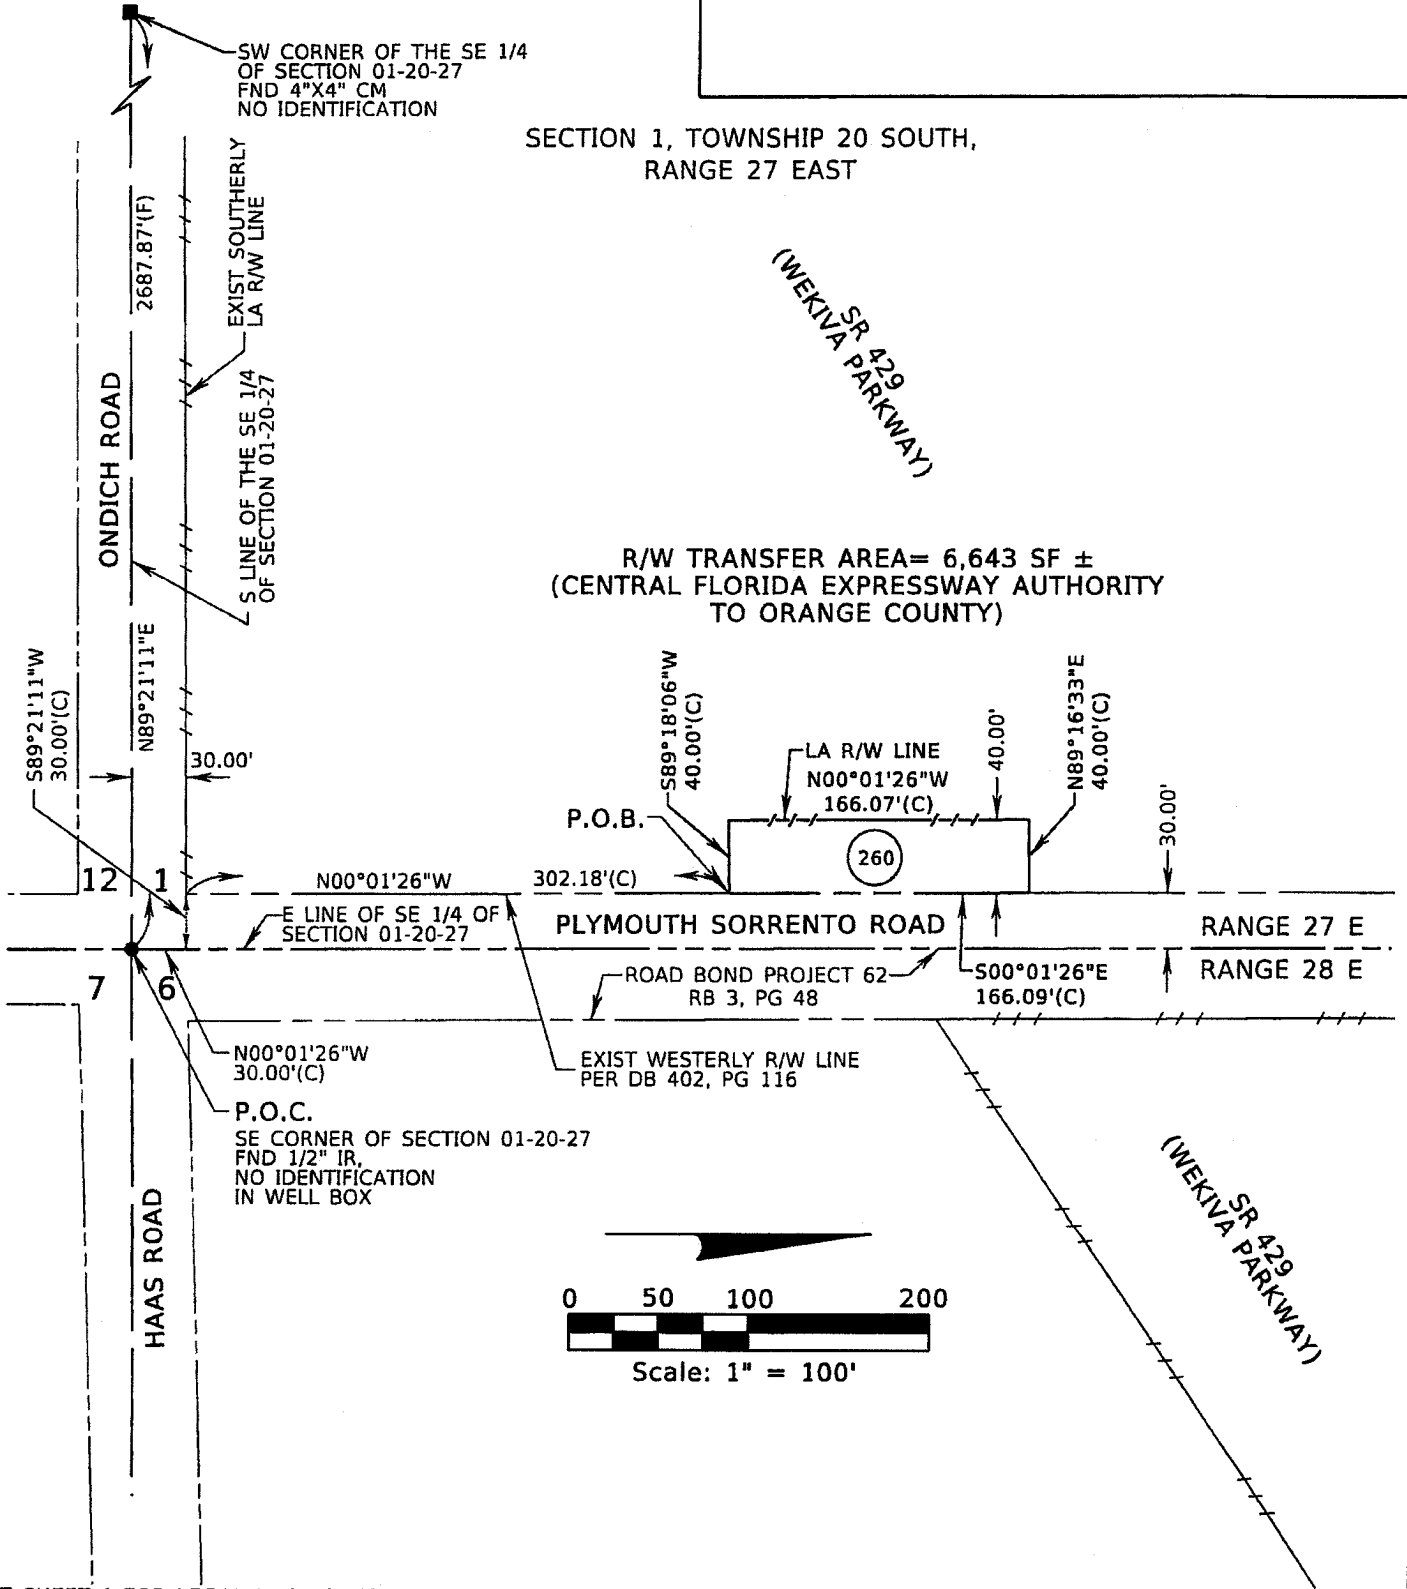 SW CORNER OF THE SE 1/4
OF SECTION 01-20-27
FND 4"X4" CM
NO IDENTIFICATION
SECTION 1, TOWNSHIP 20 SOUTH,
RANGE 27 EAST
2687.87'(F)
EXIST SOUTHERLY
LA R/W LINE
SR 429
(WEKIVA PARKWAY)
ONDICH ROAD
S LINE OF THE SE 1/4
OF SECTION 01-20-27
R/W TRANSFER AREA= 6,643 SF ±
(CENTRAL FLORIDA EXPRESSWAY AUTHORITY
TO ORANGE COUNTY)
S89°21'11"W
30.00'(C)
N89°21'11"E
30.00'
S89°18'06"W
40.00'(C)
LA R/W LINE
N00°01'26"W
166.07'(C)
40.00'
N89°16'33"E
40.00'(C)
30.00'
P.O.B.
260
12
1
N00°01'26"W
302.18'(C)
E LINE OF SE 1/4 OF
SECTION 01-20-27
PLYMOUTH SORRENTO ROAD
RANGE 27 E
RANGE 28 E
7
6
ROAD BOND PROJECT 62
RB 3, PG 48
S00°01'26"E
166.09'(C)
N00°01'26"W
30.00'(C)
EXIST WESTERLY R/W LINE
PER DB 402, PG 116
P.O.C.
SE CORNER OF SECTION 01-20-27
FND 1/2" IR,
NO IDENTIFICATION
IN WELL BOX
HAAS ROAD
SR 429
(WEKIVA PARKWAY)
0 50 100 200
Scale: 1" = 100'